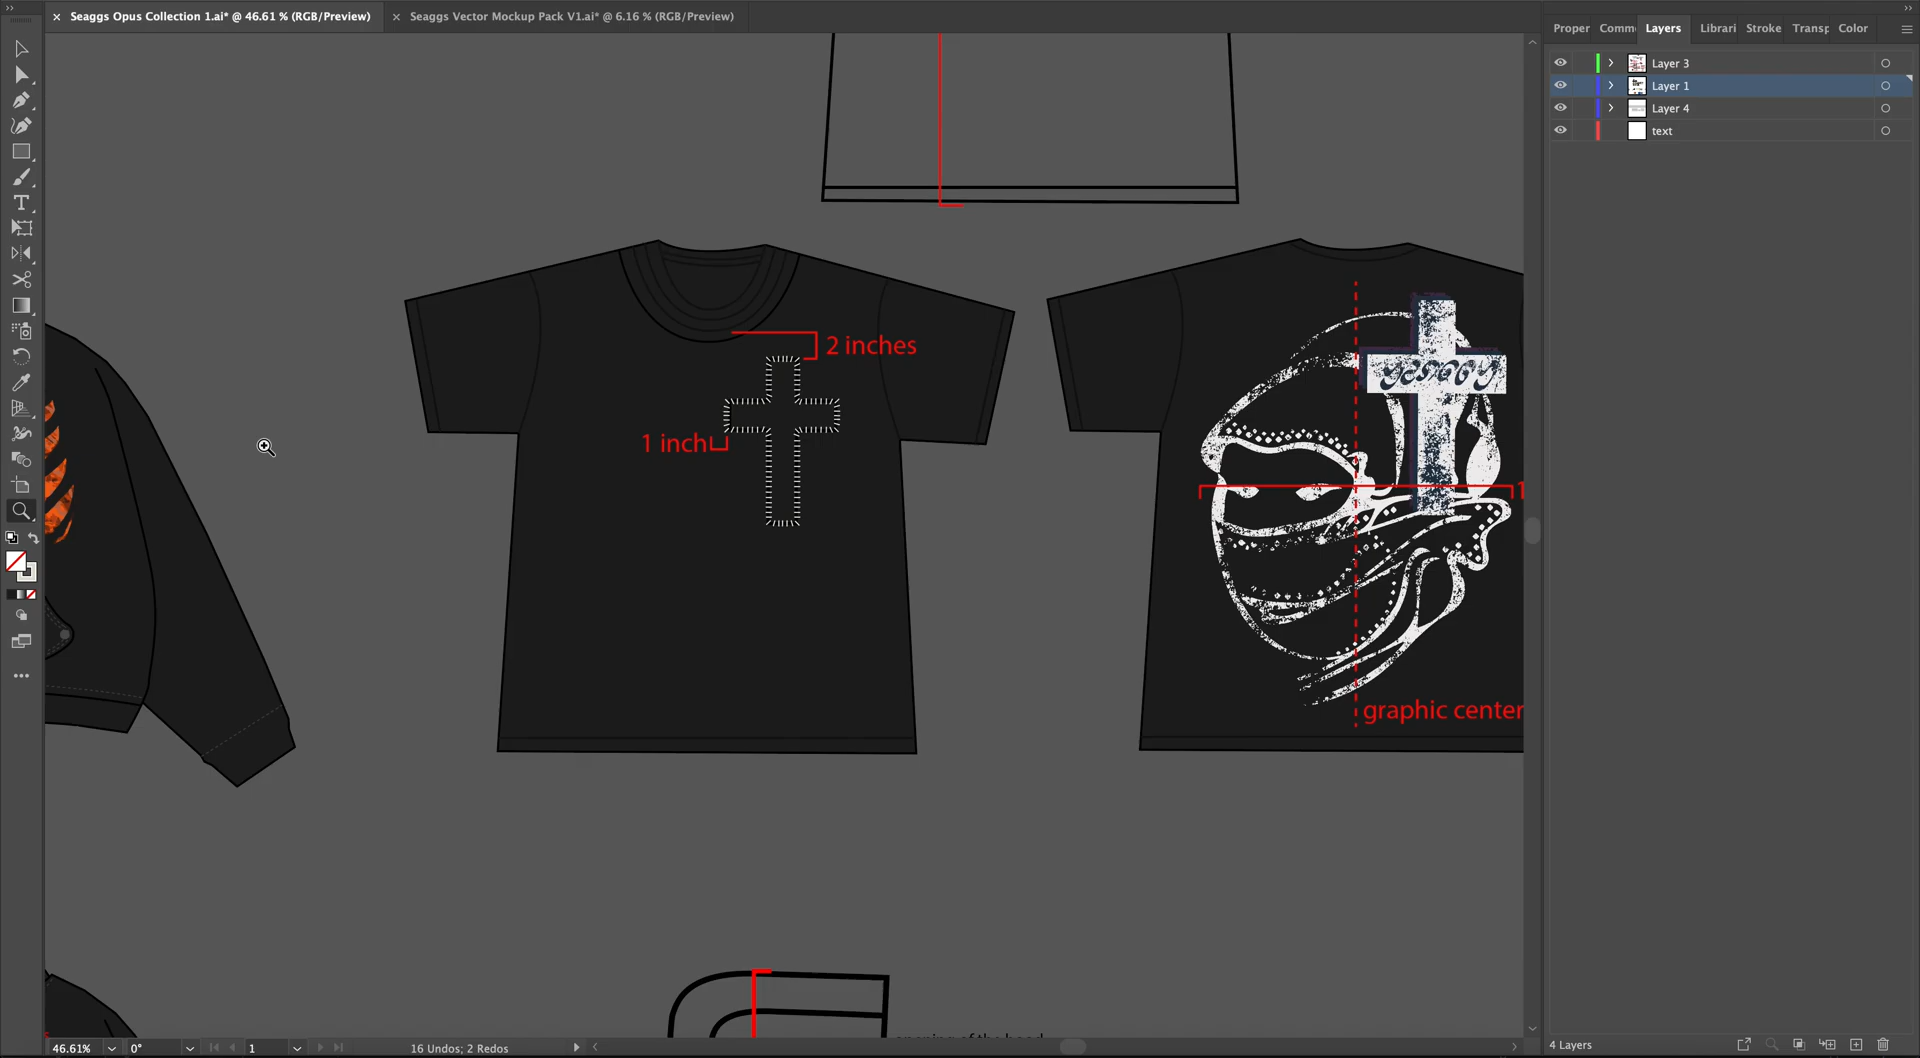 Seaggs Opus Collection 1.ai* @ 46.61 % (RGB/Preview)
Seaggs Vector Mockup Pack V1.ai* @ 6.16 % (RGB/Preview)
Proper
Comm
Layers
Librari
Stroke
Transp
Color
Layer 3
Layer 1
Layer 4
text
2 inches
1 inch
graphic center
46.61%
0°
1
16 Undos; 2 Redos
4 Layers